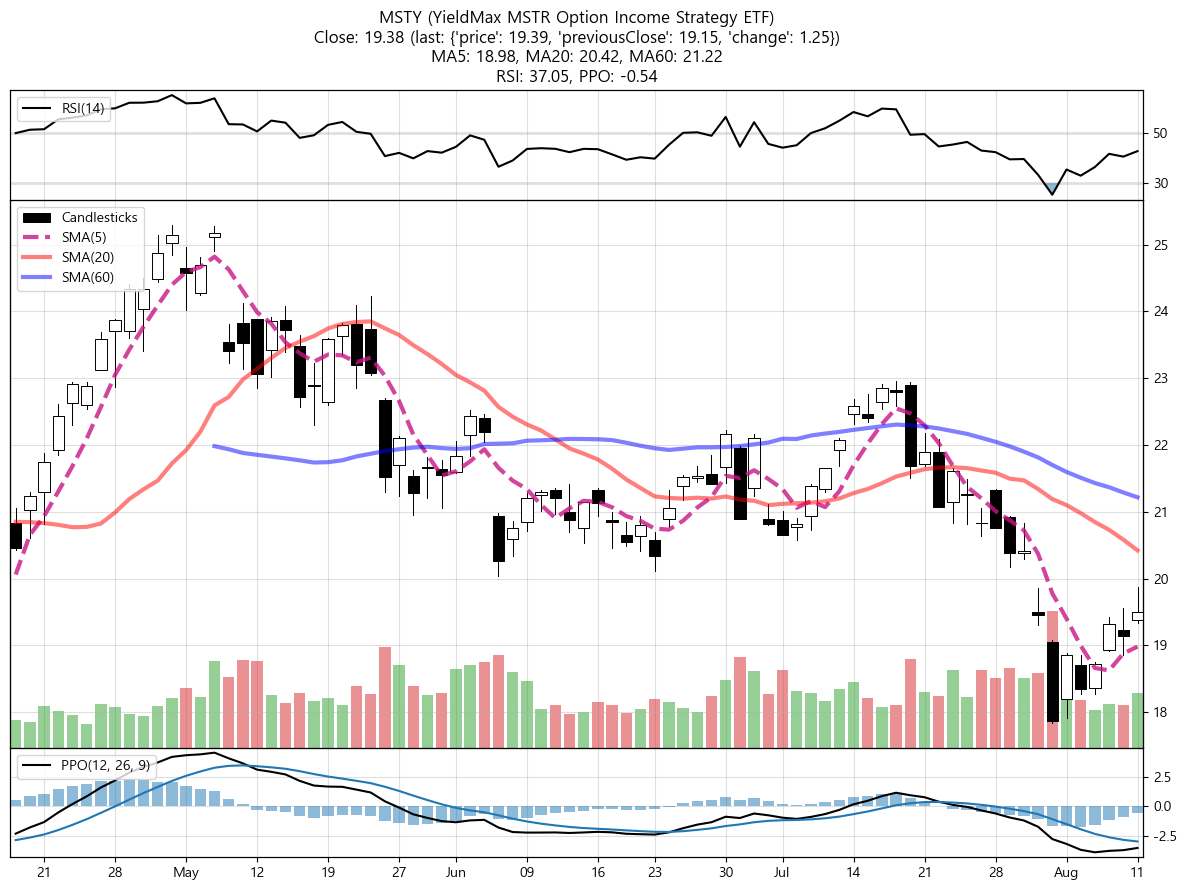 MSTY (YieldMax MSTR Option Income Strategy ETF)
Close: 19.38 (last: {'price': 19.39, 'previousClose': 19.15, 'change': 1.25})
MA5: 18.98, MA20: 20.42, MA60: 21.22
RSI: 37.05, PPO: -0.54
RSI(14)
50
30
Candlesticks
SMA(5)
SMA(20)
SMA(60)
25
24
23
22
21
20
19
18
PPO(12, 26, 9)
2.5
0.0
−2.5
21 28 May 12 19 27 Jun 09 16 23 30 Jul 14 21 28 Aug 11